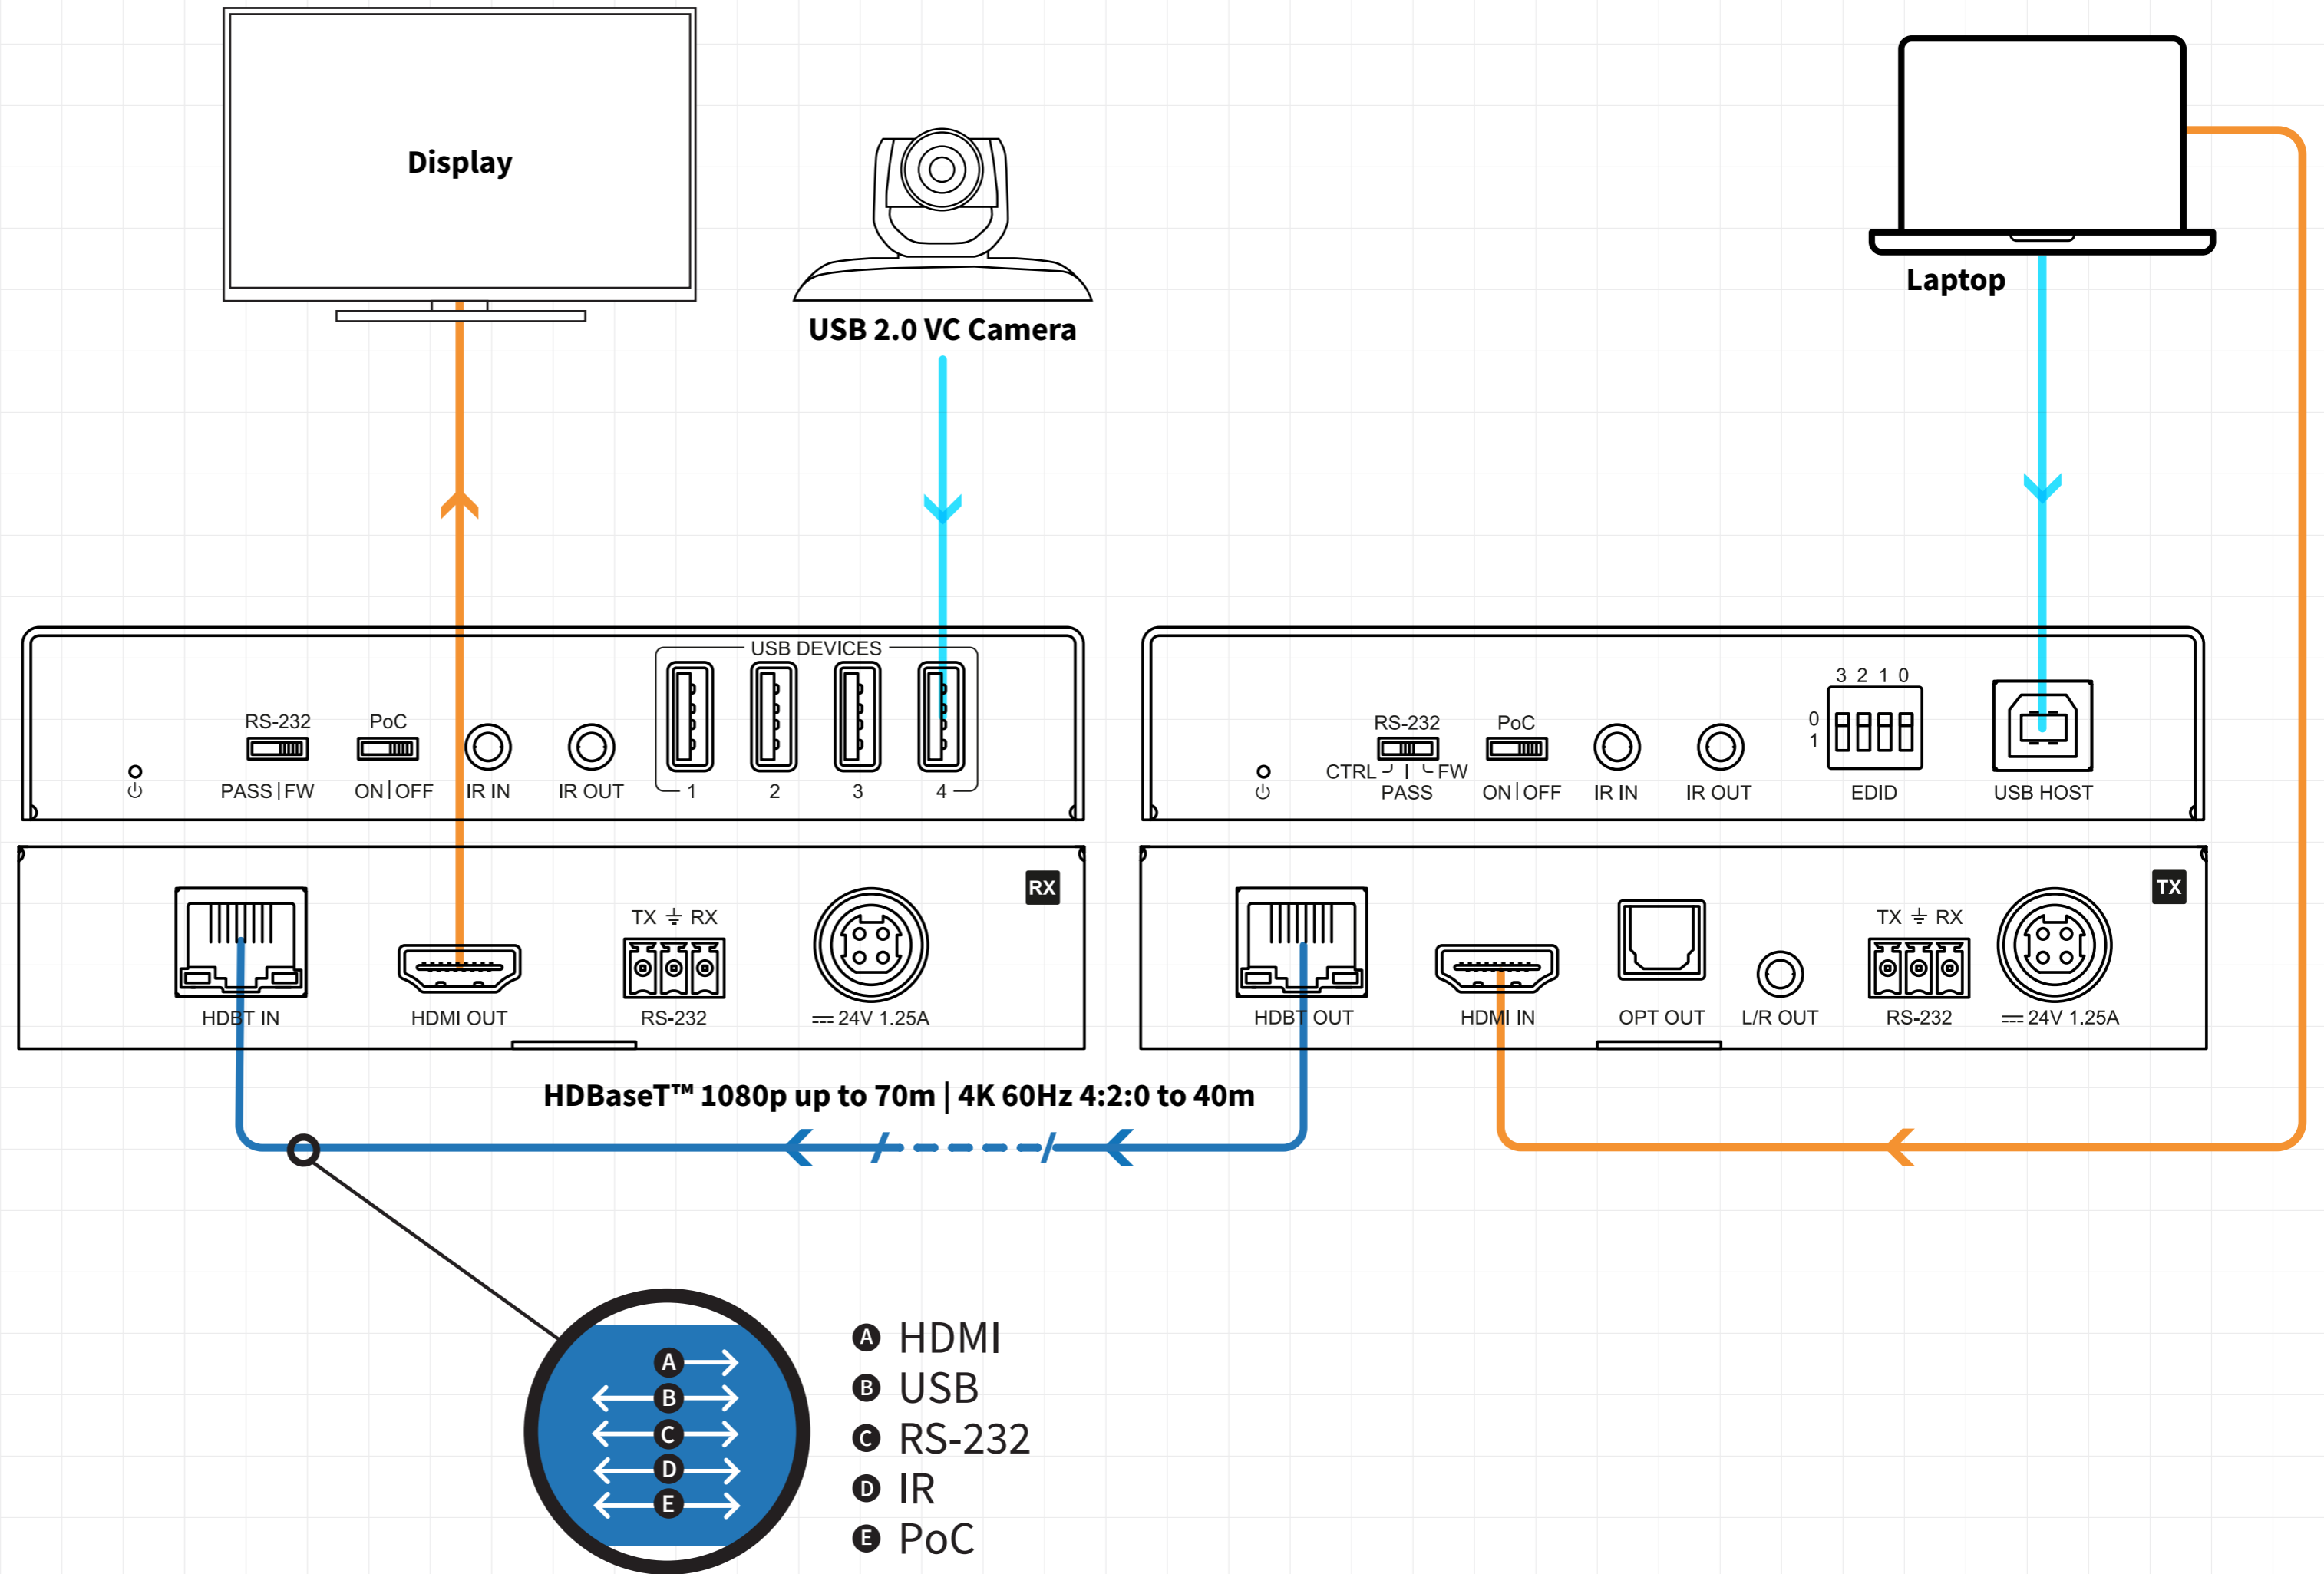 Display
USB 2.0 VC Camera
Laptop
USB DEVICES
RS-232
PoC
PASS|FW
ON|OFF
IR IN
IR OUT
1
2
3
4
RS-232
PoC
CTRL
FW
PASS
ON|OFF
IR IN
IR OUT
3 2 1 0
0
1
EDID
USB HOST
RX
HDBT IN
HDMI OUT
TX RX
RS-232
24V 1.25A
TX
HDBT OUT
HDMI IN
OPT OUT
L/R OUT
TX RX
RS-232
24V 1.25A
HDBaseT™ 1080p up to 70m | 4K 60Hz 4:2:0 to 40m
A
B
C
D
E
A HDMI
B USB
C RS-232
D IR
E PoC